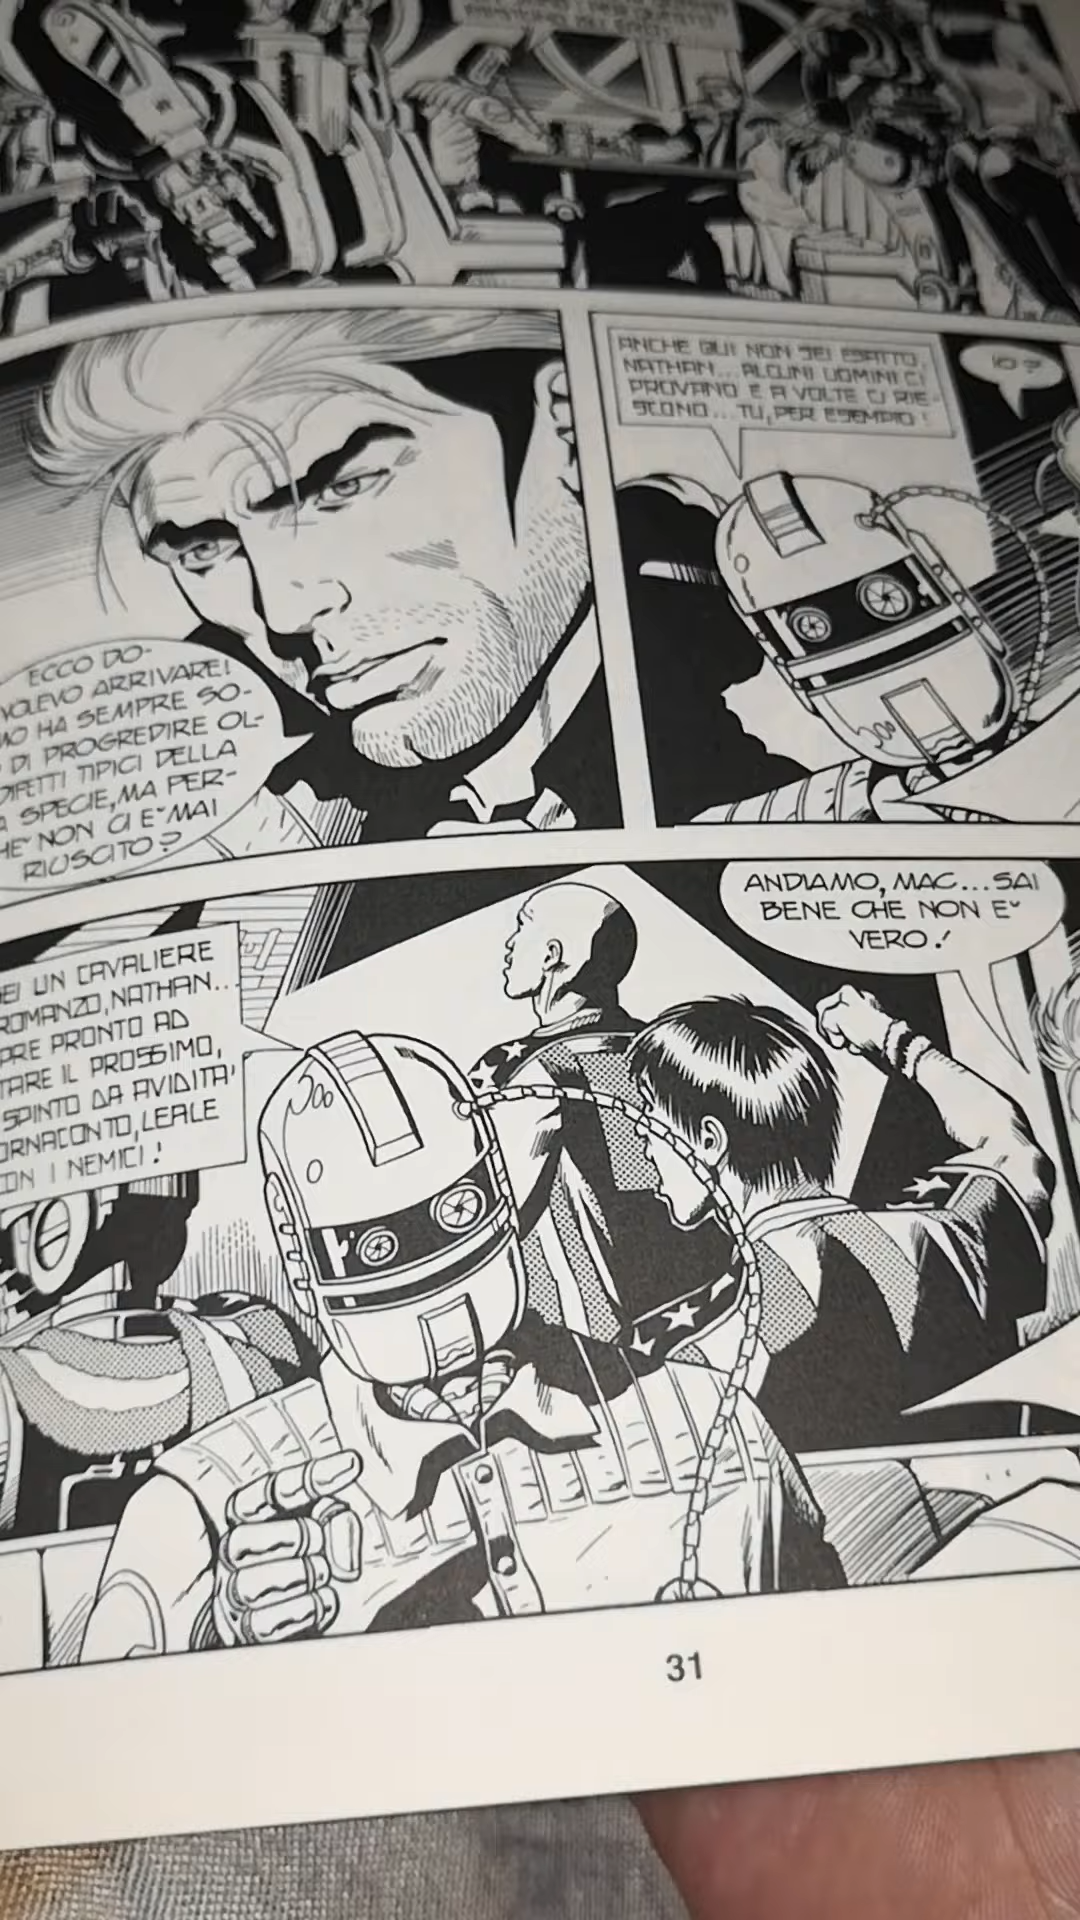 ANCHE QUI NON SEI ESATTO,
NATHAN... ALCUNI UOMINI CI
PROVANO E A VOLTE CI RIE-
SCONO... TU, PER ESEMPIO!
IO?
ECCO DO-
VOLEVO ARRIVARE!
HA SEMPRE SO-
DI PROGREDIRE OL-
DIFETTI TIPICI DELLA
SPECIE, MA PER-
NON CI E' MAI
RIUSCITO?
SEI UN CAVALIERE
ROMANZO, NATHAN...
PRONTO AD
IL PROSSIMO,
SPINTO DA AVIDITA'
LEALE
I NEMICI!
ANDIAMO, MAC... SAI
BENE CHE NON E'
VERO!
31